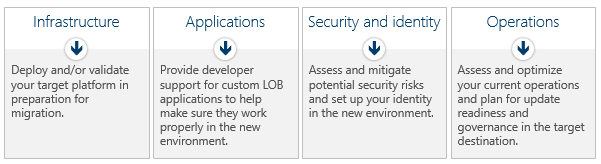 Infrastructure
Deploy and/or validate
your target platform in
preparation for
migration.
Applications
Provide developer
support for custom LOB
applications to help
make sure they work
properly in the new
environment.
Security and identity
Assess and mitigate
potential security risks
and set up your identity
in the new environment.
Operations
Assess and optimize
your current operations
and plan for update
readiness and
governance in the target
destination.